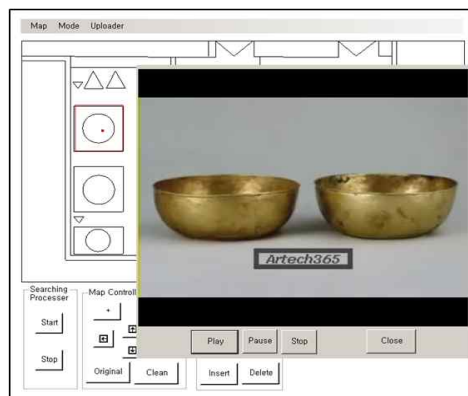 Map Mode Uploader
Artech365
Searching
Processer
Map Controll
Start
Stop
Original
Clean
Insert
Delete
Play
Pause
Stop
Close